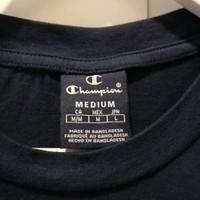 Champion
MEDIUM
CA MEX JPN
M/M M L
MADE IN BANGLADESH
FABRIQUÉ AU BANGLADESH
HECHO EN BANGLADESH